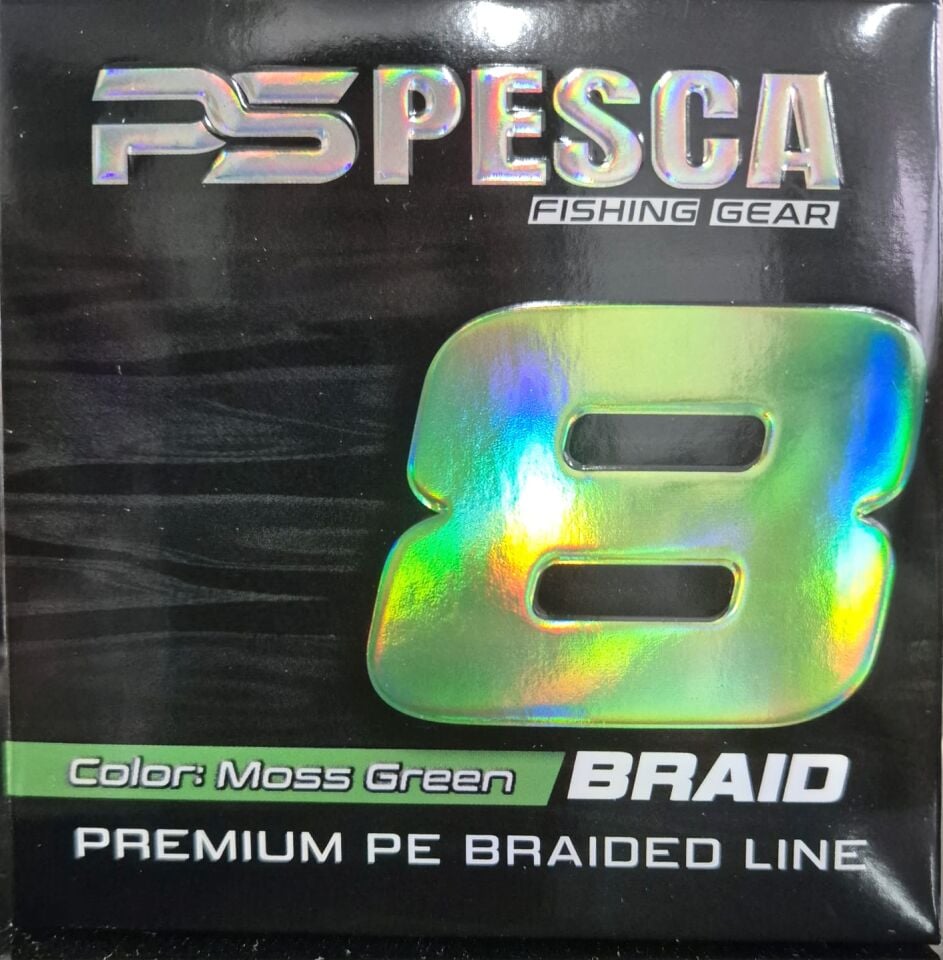 PS PESCA
FISHING GEAR
8
Color: Moss Green BRAID
PREMIUM PE BRAIDED LINE